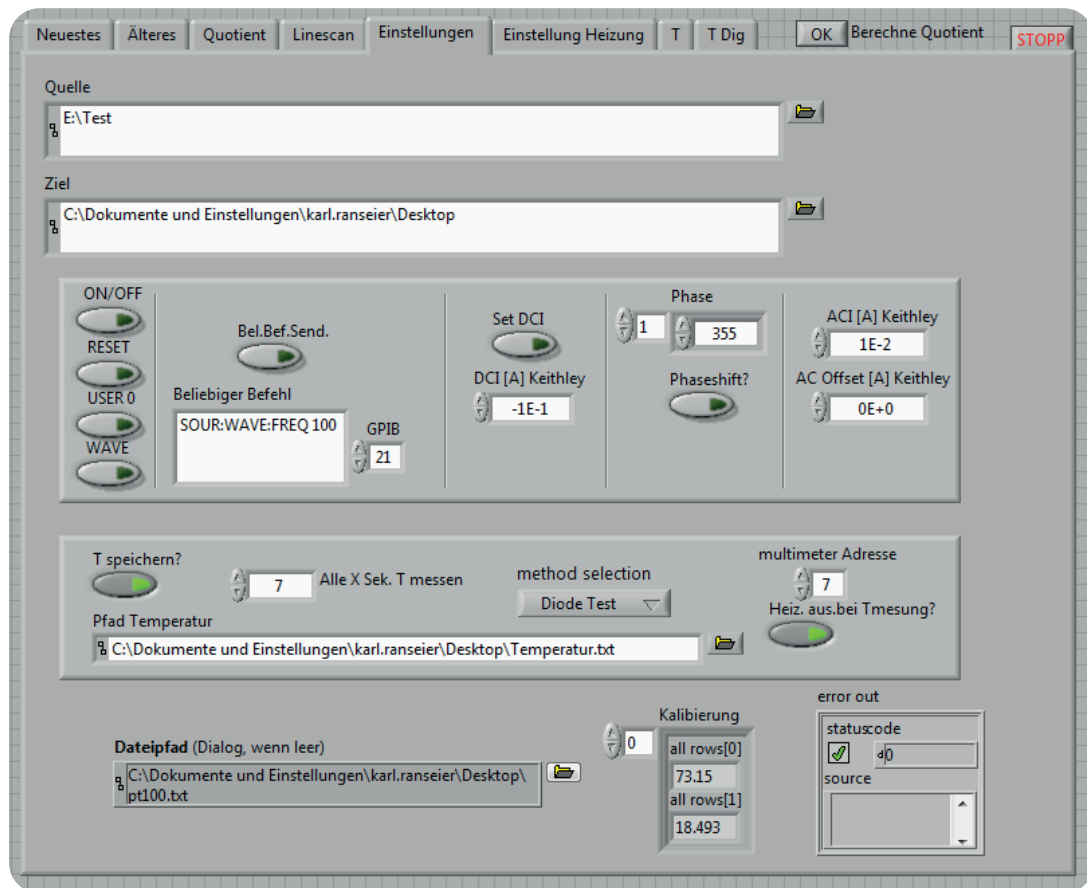 Neuestes
Älteres
Quotient
Linescan
Einstellungen
Einstellung Heizung
T
T Dig
OK
Berechne Quotient
STOPP
Quelle
E:\Test
Ziel
C:\Dokumente und Einstellungen\karl.ranseier\Desktop
ON/OFF
RESET
USER 0
WAVE
Bel.Bef.Send.
Beliebiger Befehl
SOUR:WAVE:FREQ 100
GPIB
21
Set DCI
DCI [A] Keithley
-1E-1
Phase
1
355
Phaseshift?
ACI [A] Keithley
1E-2
AC Offset [A] Keithley
0E+0
T speichern?
7
Alle X Sek. T messen
method selection
Diode Test
multimeter Adresse
7
Heiz. aus.bei Tmesung?
Pfad Temperatur
C:\Dokumente und Einstellungen\karl.ranseier\Desktop\Temperatur.txt
Dateipfad (Dialog, wenn leer)
C:\Dokumente und Einstellungen\karl.ranseier\Desktop\
pt100.txt
Kalibierung
0
all rows[0]
73.15
all rows[1]
18.493
error out
statuscode
d0
source